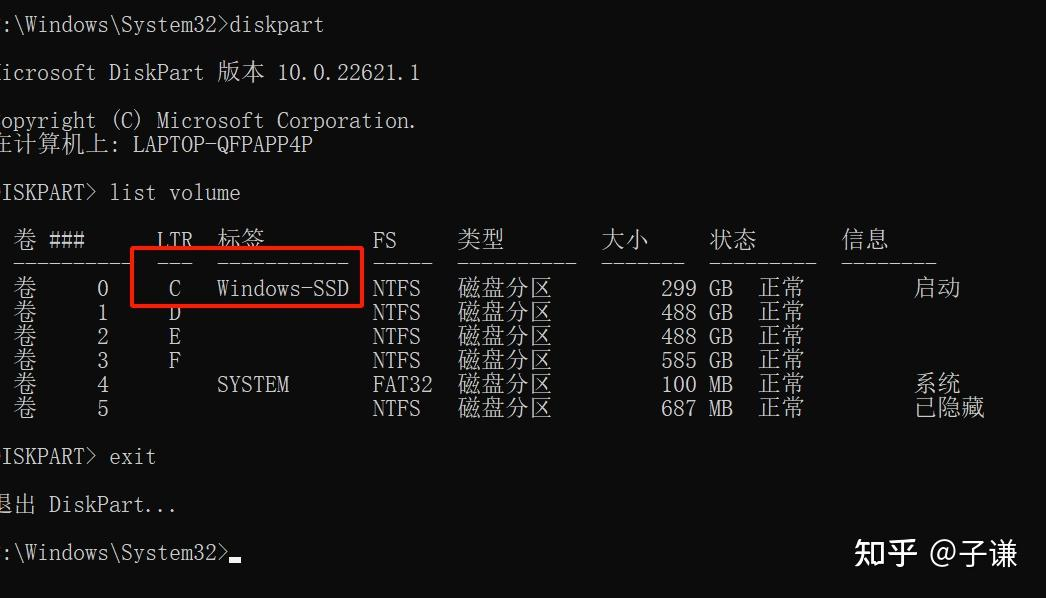 :\Windows\System32>diskpart
icrosoft DiskPart 版本 10.0.22621.1
opyright (C) Microsoft Corporation.
在计算机上: LAPTOP-QFPAPP4P
ISKPART> list volume
卷 ### LTR 标签 FS 类型 大小 状态 信息
---------- --- ----------- ----- ---------- ------- --------- --------
卷 0 C Windows-SSD NTFS 磁盘分区 299 GB 正常 启动
卷 1 D NTFS 磁盘分区 488 GB 正常
卷 2 E NTFS 磁盘分区 488 GB 正常
卷 3 F NTFS 磁盘分区 585 GB 正常
卷 4 SYSTEM FAT32 磁盘分区 100 MB 正常 系统
卷 5 NTFS 磁盘分区 687 MB 正常 已隐藏
ISKPART> exit
退出 DiskPart...
:\Windows\System32>
知乎 @子谦